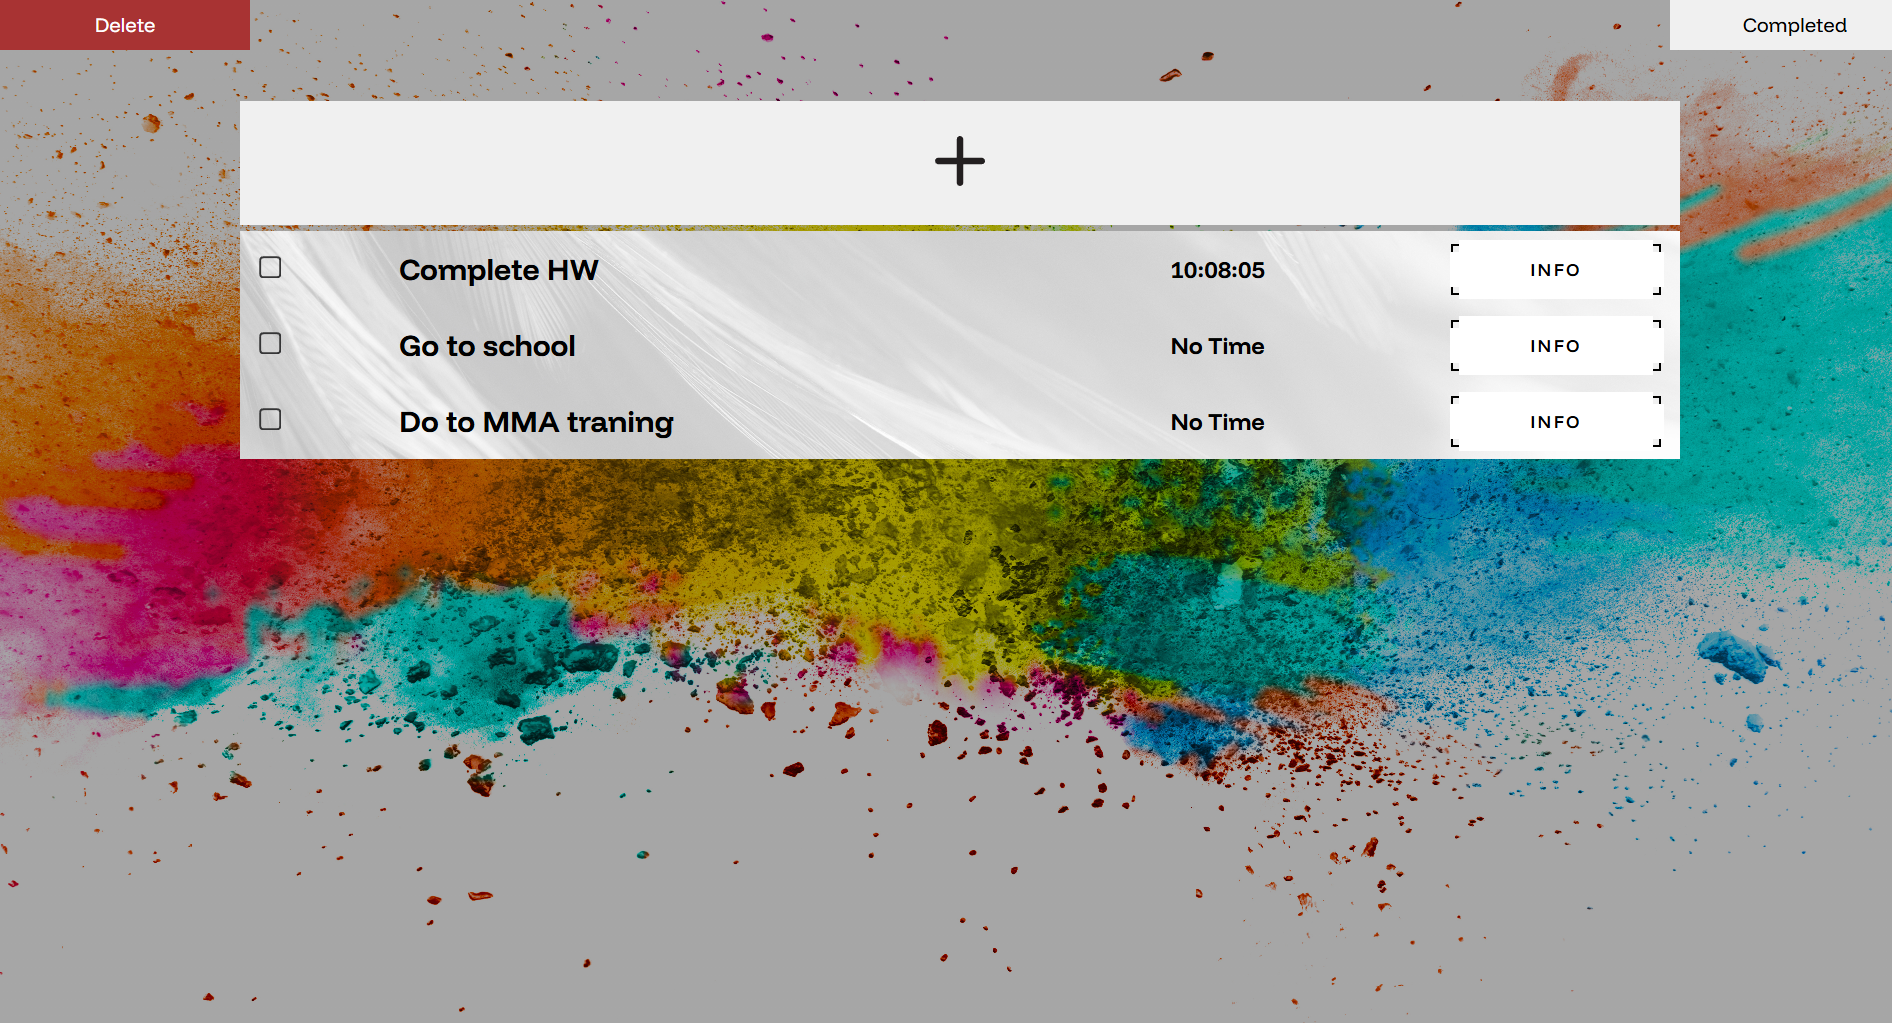 Delete
Completed
Complete HW 10:08:05 INFO
Go to school No Time INFO
Do to MMA traning No Time INFO